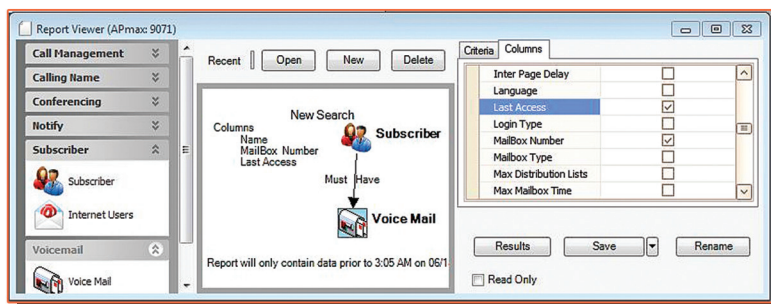 Report Viewer (APmax: 9071)
Call Management
Calling Name
Conferencing
Notify
Subscriber
Subscriber
Internet Users
Voicemail
Voice Mail
Recent
Open
New
Delete
New Search
Columns
Name
MailBox Number
Last Access
Subscriber
Must Have
Voice Mail
Report will only contain data prior to 3:05 AM on 06/1
Criteria
Columns
Inter Page Delay
Language
Last Access
Login Type
MailBox Number
Mailbox Type
Max Distribution Lists
Max Mailbox Time
Results
Save
Rename
Read Only